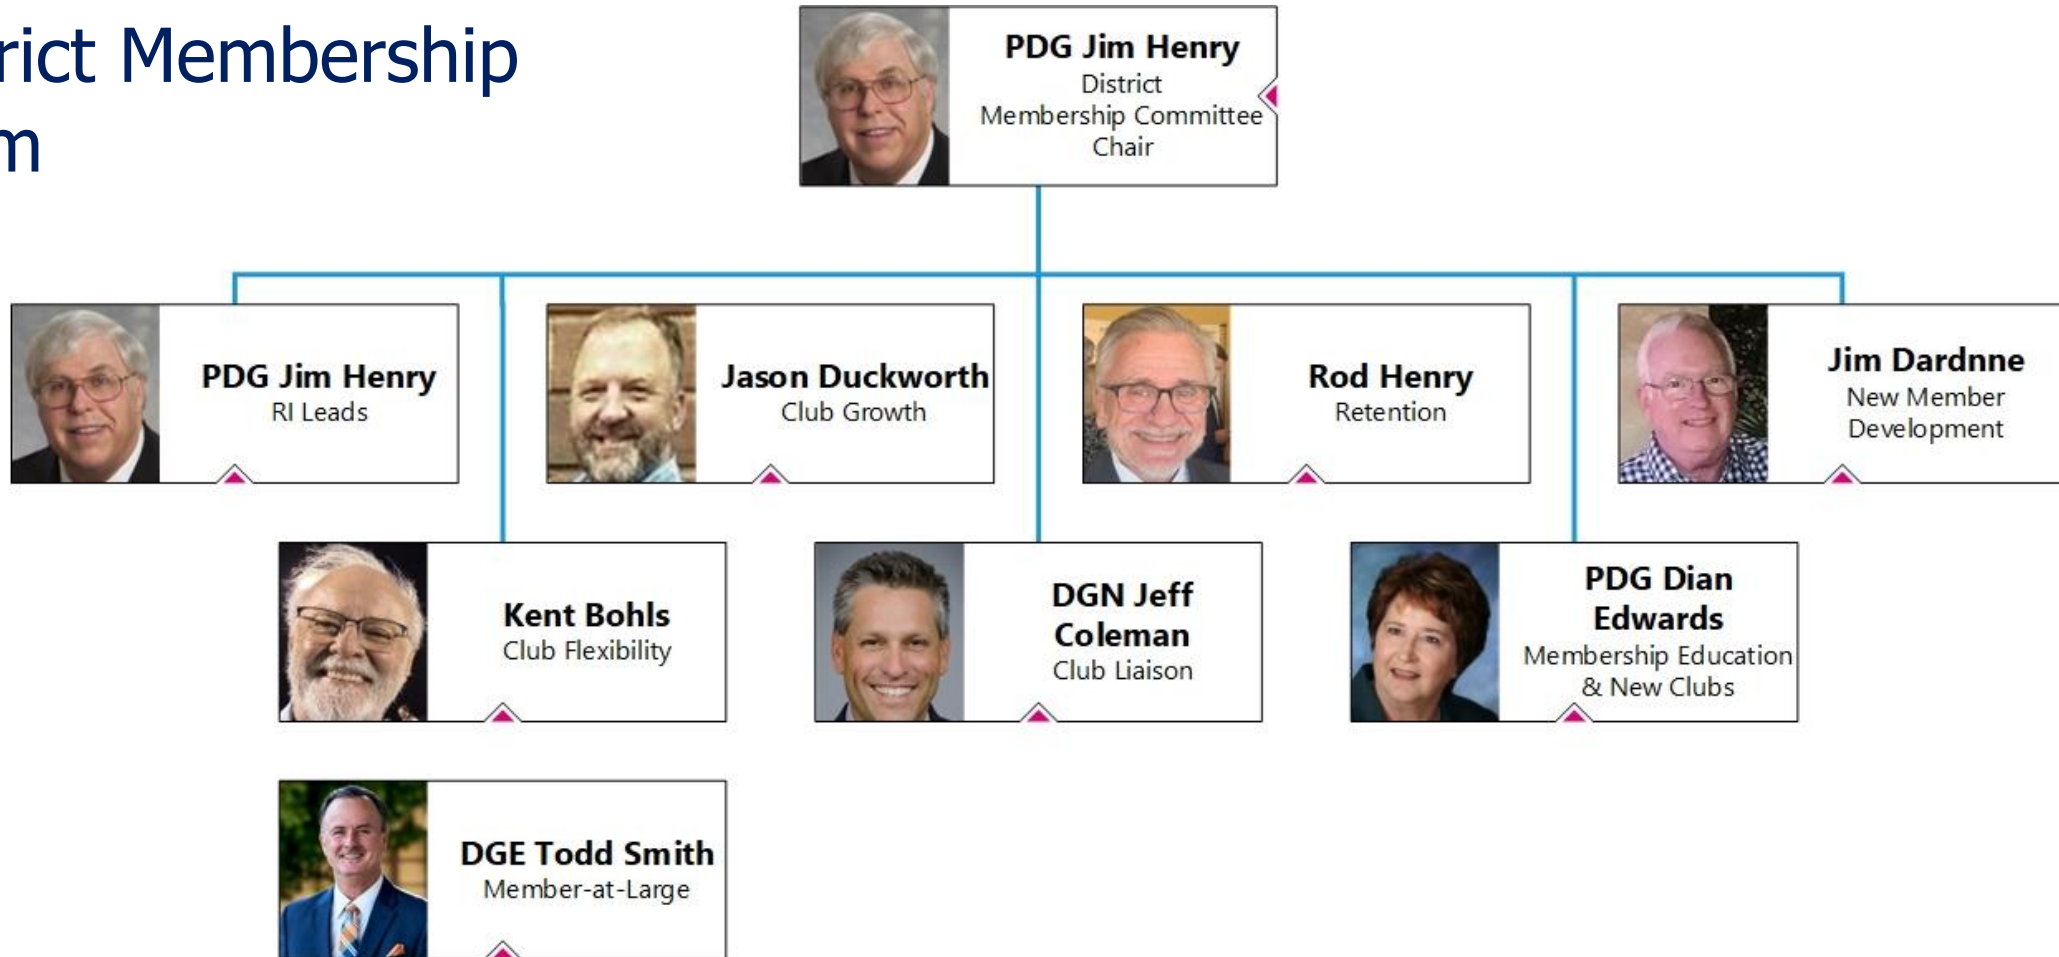 rict Membership
m
PDG Jim Henry
District
Membership Committee
Chair
PDG Jim Henry
RI Leads
Jason Duckworth
Club Growth
Rod Henry
Retention
Jim Dardnne
New Member
Development
Kent Bohls
Club Flexibility
DGN Jeff
Coleman
Club Liaison
PDG Dian
Edwards
Membership Education
& New Clubs
DGE Todd Smith
Member-at-Large